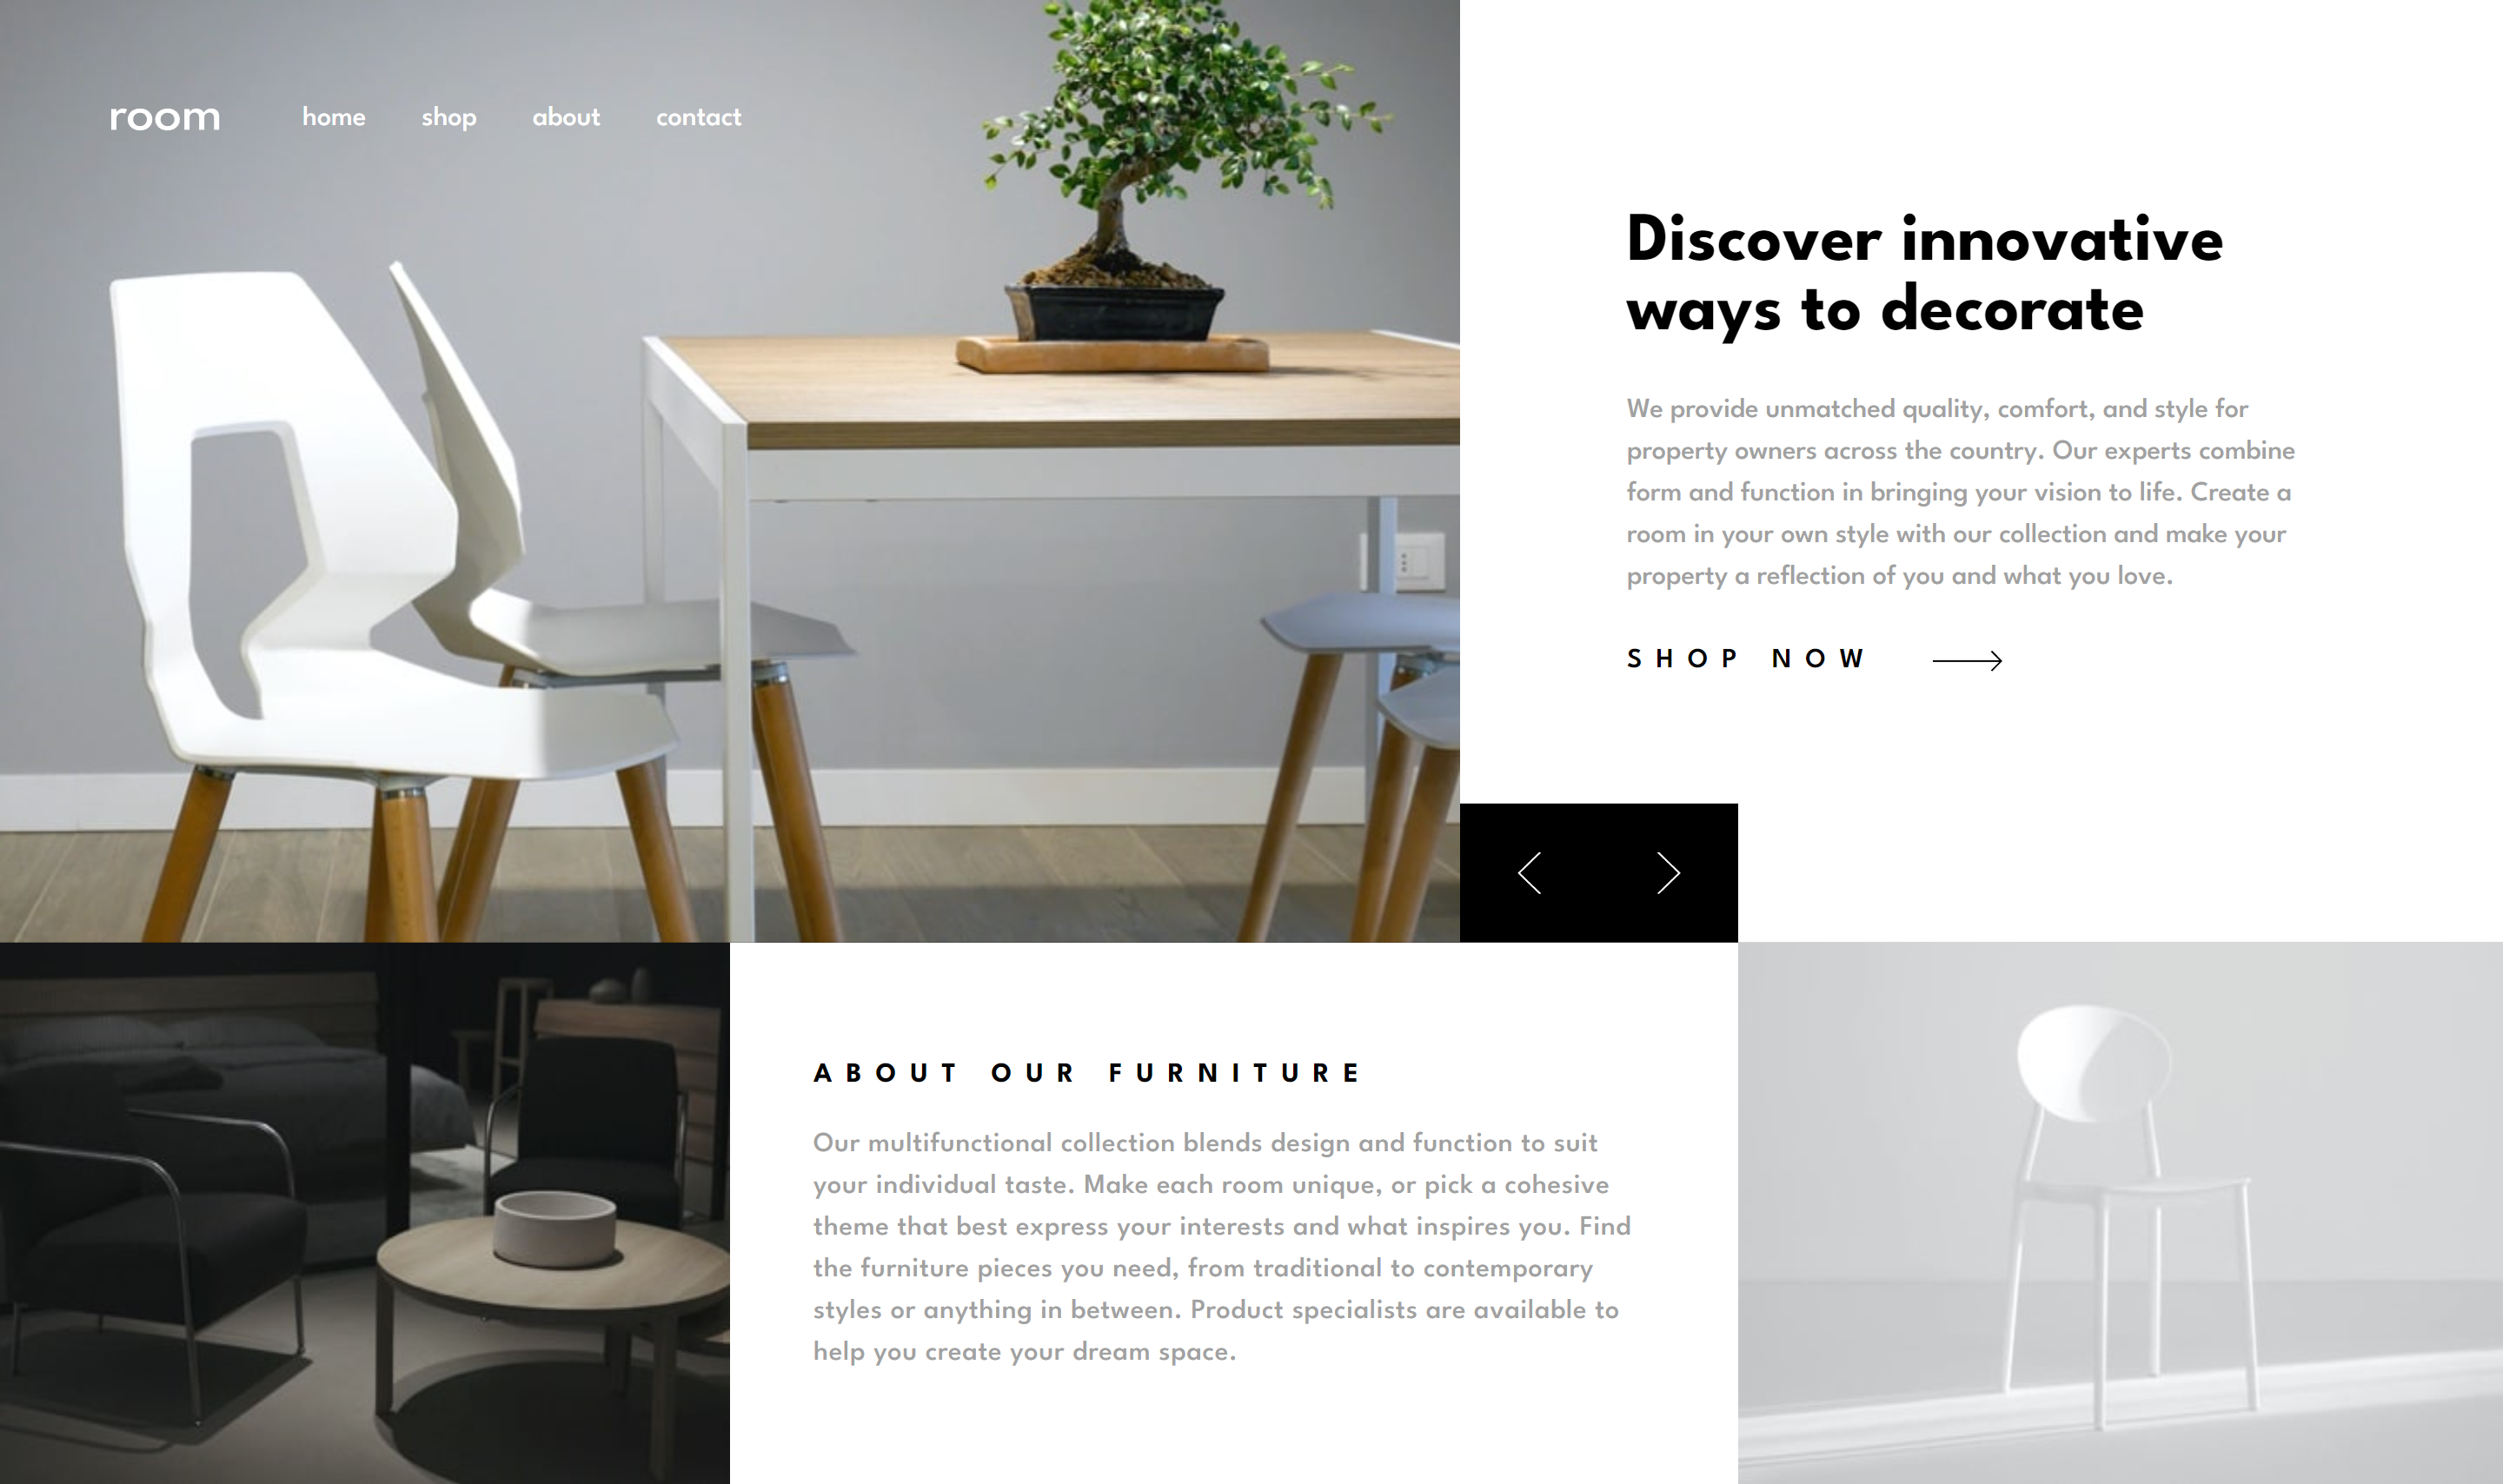 room
home shop about contact
Discover innovative
ways to decorate
We provide unmatched quality, comfort, and style for
property owners across the country. Our experts combine
form and function in bringing your vision to life. Create a
room in your own style with our collection and make your
property a reflection of you and what you love.
SHOP NOW
ABOUT OUR FURNITURE
Our multifunctional collection blends design and function to suit
your individual taste. Make each room unique, or pick a cohesive
theme that best express your interests and what inspires you. Find
the furniture pieces you need, from traditional to contemporary
styles or anything in between. Product specialists are available to
help you create your dream space.